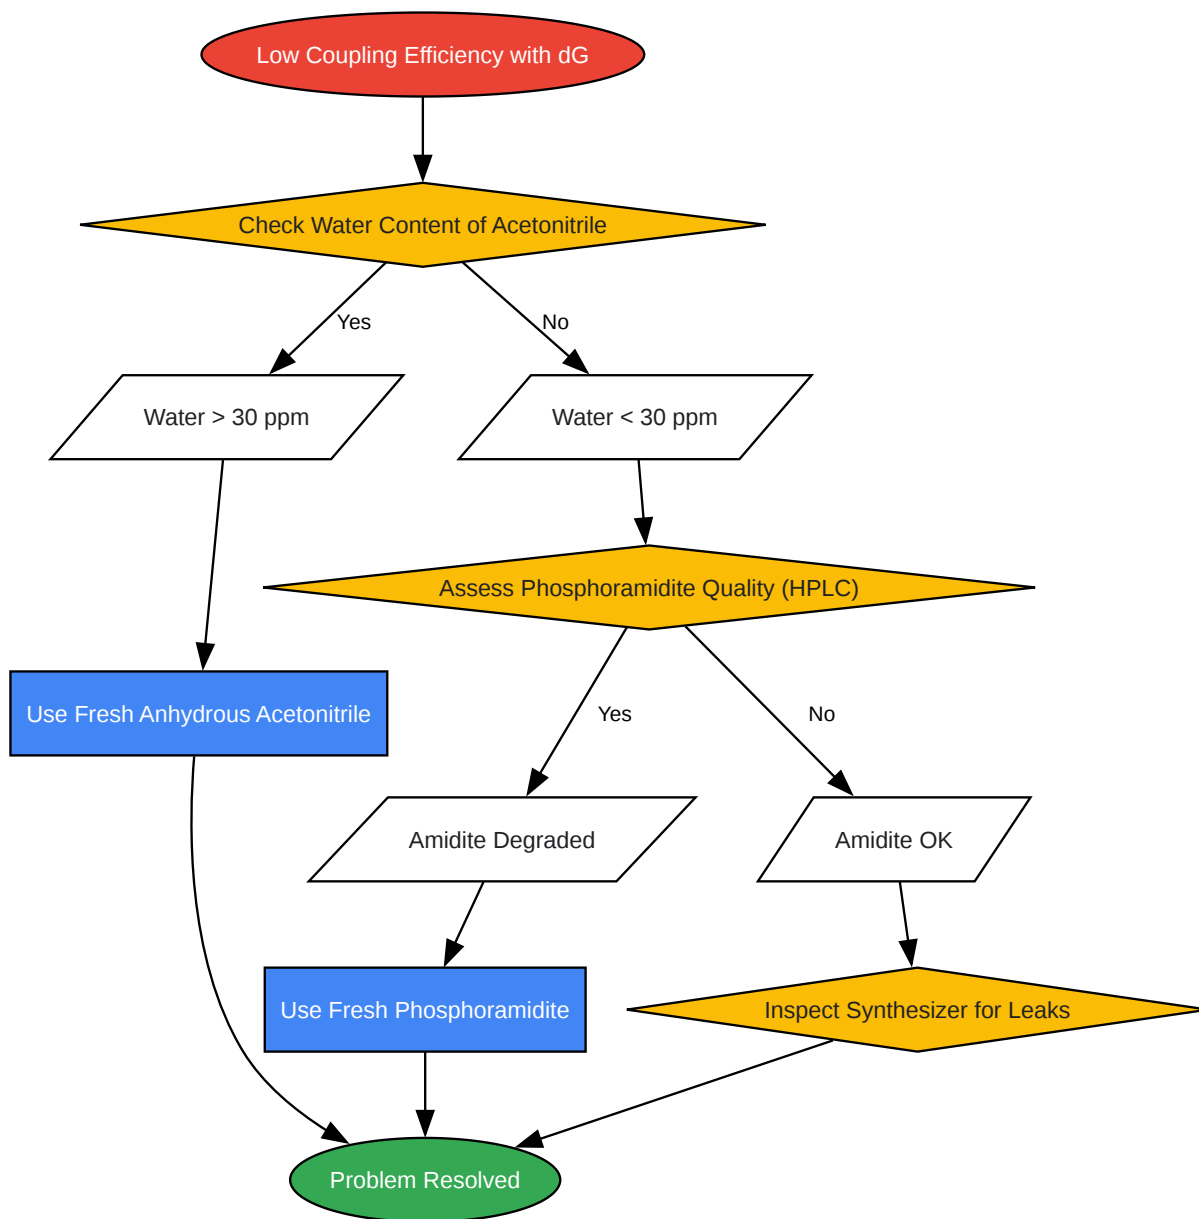 Low Coupling Efficiency with dG
Check Water Content of Acetonitrile
Yes
No
Water > 30 ppm
Water < 30 ppm
Assess Phosphoramidite Quality (HPLC)
Use Fresh Anhydrous Acetonitrile
Yes
No
Amidite Degraded
Amidite OK
Use Fresh Phosphoramidite
Inspect Synthesizer for Leaks
Problem Resolved